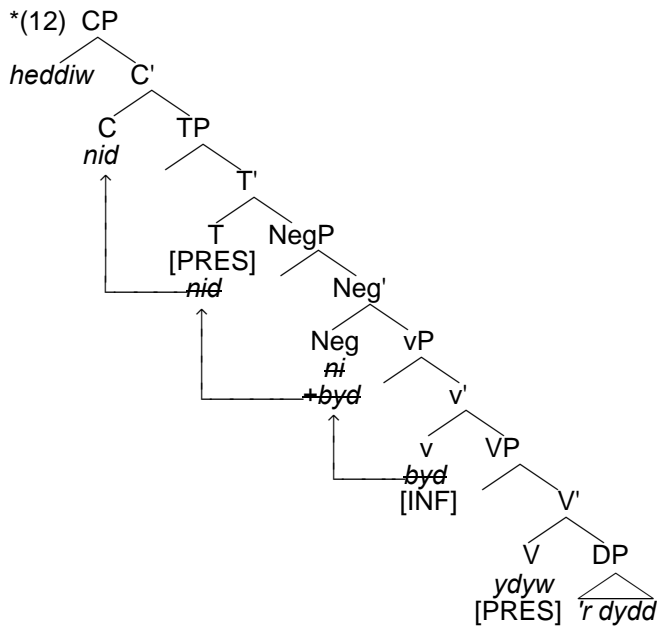 *(12) CP
heddiw C'
C TP
nid
T'
T NegP
[PRES]
nid Neg'
Neg vP
ni
+byd v'
v VP
byd
[INF] V'
V DP
ydyw 'r dydd
[PRES]